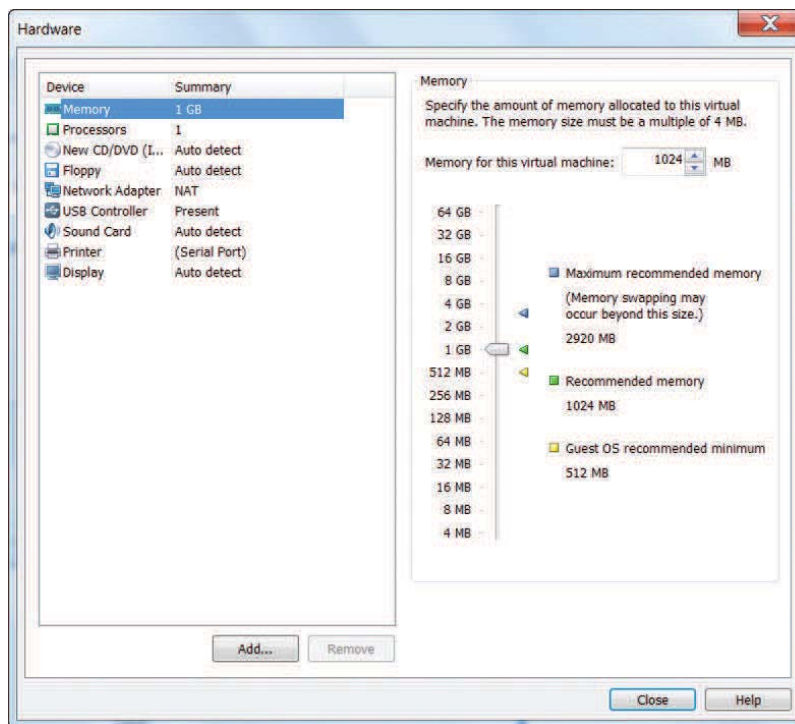 Hardware
Device Summary
Memory 1 GB
Processors 1
New CD/DVD (I... Auto detect
Floppy Auto detect
Network Adapter NAT
USB Controller Present
Sound Card Auto detect
Printer (Serial Port)
Display Auto detect
Add... Remove
Memory
Specify the amount of memory allocated to this virtual
machine. The memory size must be a multiple of 4 MB.
Memory for this virtual machine: 1024 MB
64 GB
32 GB
16 GB
8 GB
4 GB
2 GB
1 GB
512 MB
256 MB
128 MB
64 MB
32 MB
16 MB
8 MB
4 MB
Maximum recommended memory
(Memory swapping may
occur beyond this size.)
2920 MB
Recommended memory
1024 MB
Guest OS recommended minimum
512 MB
Close Help